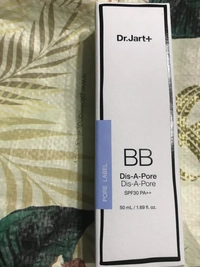 Dr.Jart+
PORE LABEL
BB
Dis-A-Pore
Dis-A-Pore
SPF30 PA++
50 mL / 1.69 fl. oz.